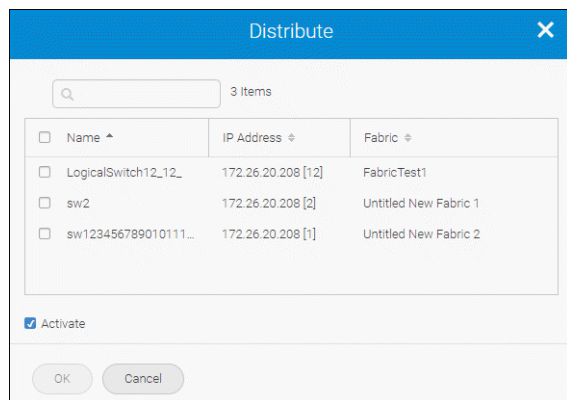 Distribute
3 Items
Name IP Address Fabric
LogicalSwitch12_12_ 172.26.20.208 [12] FabricTest1
sw2 172.26.20.208 [2] Untitled New Fabric 1
sw123456789010111... 172.26.20.208 [1] Untitled New Fabric 2
Activate
OK Cancel